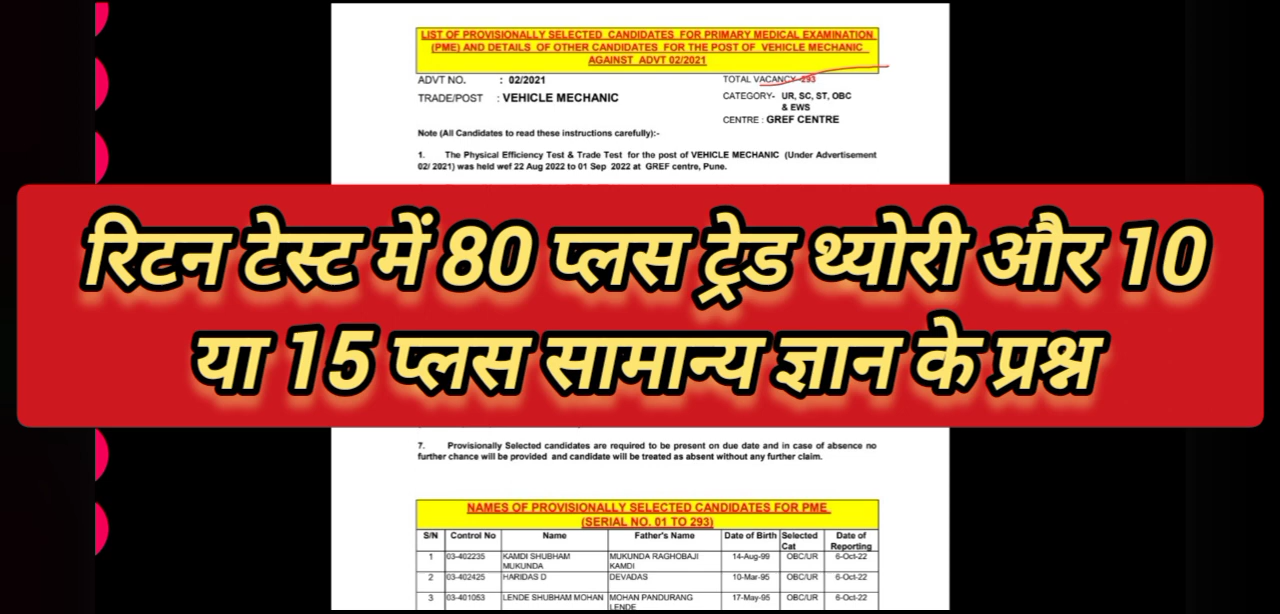 LIST OF PROVISIONALLY SELECTED CANDIDATES FOR PRIMARY MEDICAL EXAMINATION
(PME) AND DETAILS OF OTHER CANDIDATES FOR THE POST OF VEHICLE MECHANIC
AGAINST ADVT 02/2021
ADVT NO. : 02/2021
TOTAL VACANCY-293
TRADE/POST : VEHICLE MECHANIC
CATEGORY- UR, SC, ST, OBC
& EWS
CENTRE : GREF CENTRE
Note (All Candidates to read these instructions carefully):-
1. The Physical Efficiency Test & Trade Test for the post of VEHICLE MECHANIC (Under Advertisement
02/ 2021) was held wef 22 Aug 2022 to 01 Sep 2022 at GREF centre, Pune.
रिटन टेस्ट में 80 प्लस ट्रेड थ्योरी और 10
या 15 प्लस सामान्य ज्ञान के प्रश्न
7. Provisionally Selected candidates are required to be present on due date and in case of absence no
further chance will be provided and candidate will be treated as absent without any further claim.
NAMES OF PROVISIONALLY SELECTED CANDIDATES FOR PME
(SERIAL NO. 01 TO 293)
S/N Control No Name Father's Name Date of Birth Selected Cat Date of Reporting
1 03-402235 KAMDI SHUBHAM MUKUNDA MUKUNDA RAGHOBAJI KAMDI 14-Aug-99 OBC/UR 6-Oct-22
2 03-402425 HARIDAS D DEVADAS 10-Mar-95 OBC/UR 6-Oct-22
3 03-401053 LENDE SHUBHAM MOHAN MOHAN PANDURANG LENDE 17-May-95 OBC/UR 6-Oct-22